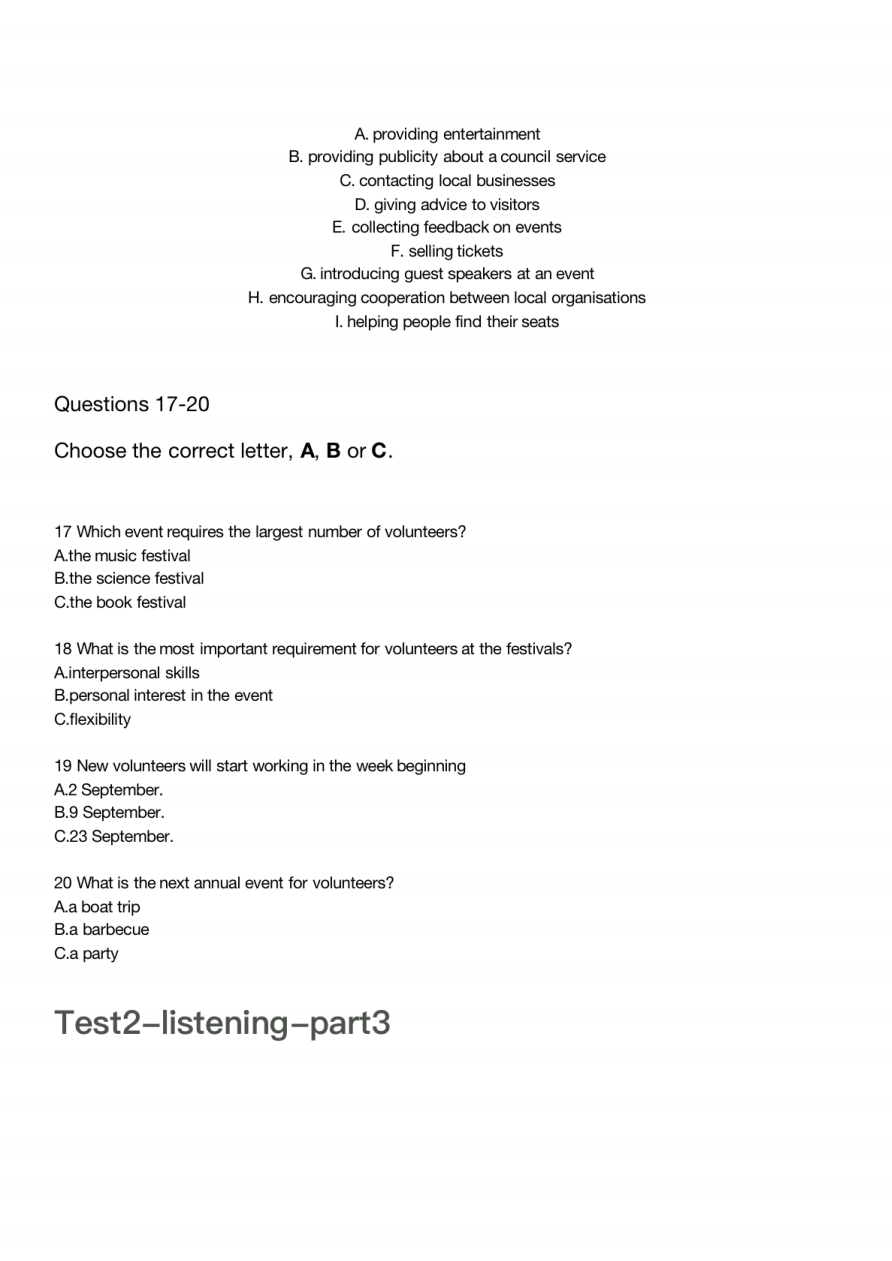 A. providing entertainment
B. providing publicity about a council service
C. contacting local businesses
D. giving advice to visitors
E. collecting feedback on events
F. selling tickets
G. introducing guest speakers at an event
H. encouraging cooperation between local organisations
I. helping people find their seats
Questions 17-20
Choose the correct letter, A, B or C.
17 Which event requires the largest number of volunteers?
A.the music festival
B.the science festival
C.the book festival
18 What is the most important requirement for volunteers at the festivals?
A.interpersonal skills
B.personal interest in the event
C.flexibility
19 New volunteers will start working in the week beginning
A.2 September.
B.9 September.
C.23 September.
20 What is the next annual event for volunteers?
A.a boat trip
B.a barbecue
C.a party
Test2–listening–part3